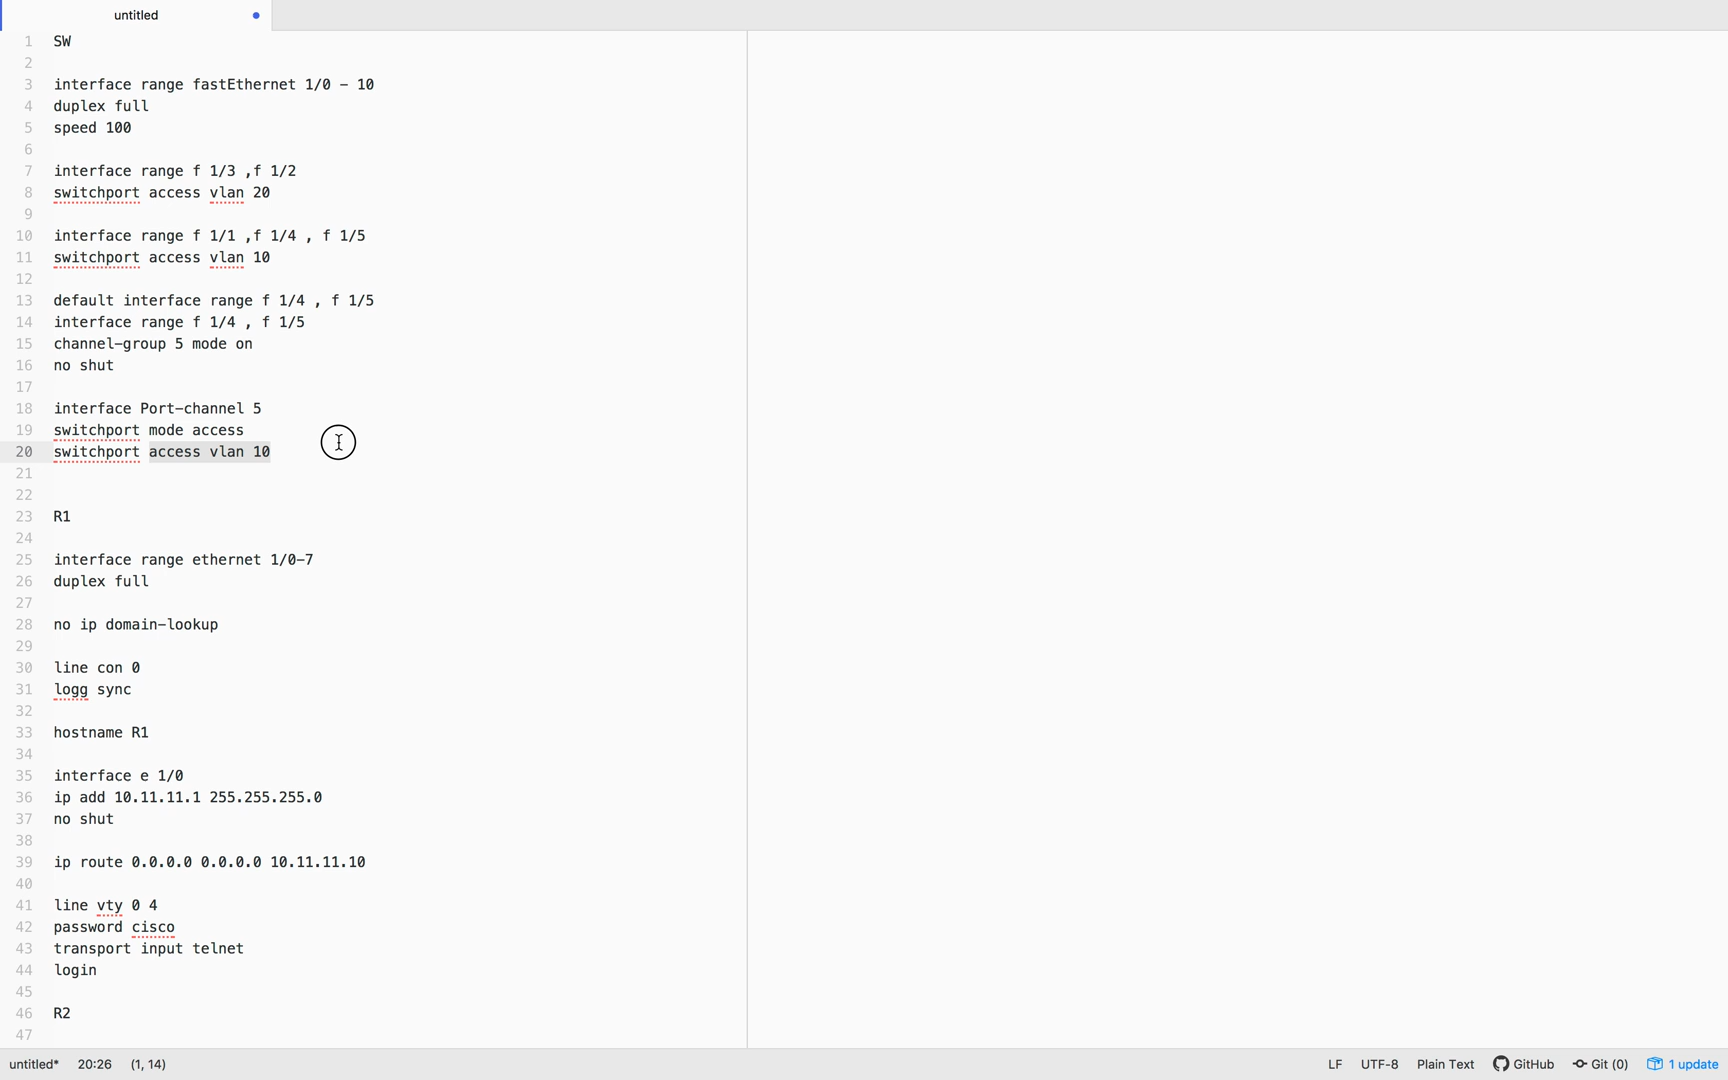 untitled
1 SW
2
3 interface range fastEthernet 1/0 - 10
4 duplex full
5 speed 100
6
7 interface range f 1/3 ,f 1/2
8 switchport access vlan 20
9
10 interface range f 1/1 ,f 1/4 , f 1/5
11 switchport access vlan 10
12
13 default interface range f 1/4 , f 1/5
14 interface range f 1/4 , f 1/5
15 channel-group 5 mode on
16 no shut
17
18 interface Port-channel 5
19 switchport mode access
20 switchport access vlan 10
21
22
23 R1
24
25 interface range ethernet 1/0-7
26 duplex full
27
28 no ip domain-lookup
29
30 line con 0
31 logg sync
32
33 hostname R1
34
35 interface e 1/0
36 ip add 10.11.11.1 255.255.255.0
37 no shut
38
39 ip route 0.0.0.0 0.0.0.0 10.11.11.10
40
41 line vty 0 4
42 password cisco
43 transport input telnet
44 login
45
46 R2
47
untitled* 20:26 (1, 14) LF UTF-8 Plain Text GitHub Git (0) 1 update